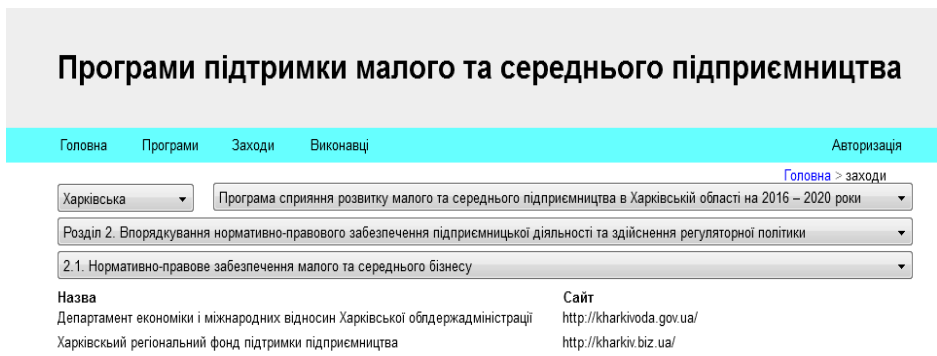 Програми підтримки малого та середнього підприємництва
Головна Програми Заходи Виконавці Авторизація
Головна > заходи
Харківська Програма сприяння розвитку малого та середнього підприємництва в Харківській області на 2016 – 2020 роки
Розділ 2. Впорядкування нормативно-правового забезпечення підприємницької діяльності та здійснення регуляторної політики
2.1. Нормативно-правове забезпечення малого та середнього бізнесу
Назва Сайт
Департамент економіки і міжнародних відносин Харківської облдержадміністрації http://kharkivoda.gov.ua/
Харківскьий регіональний фонд підтримки підприємництва http://kharkiv.biz.ua/